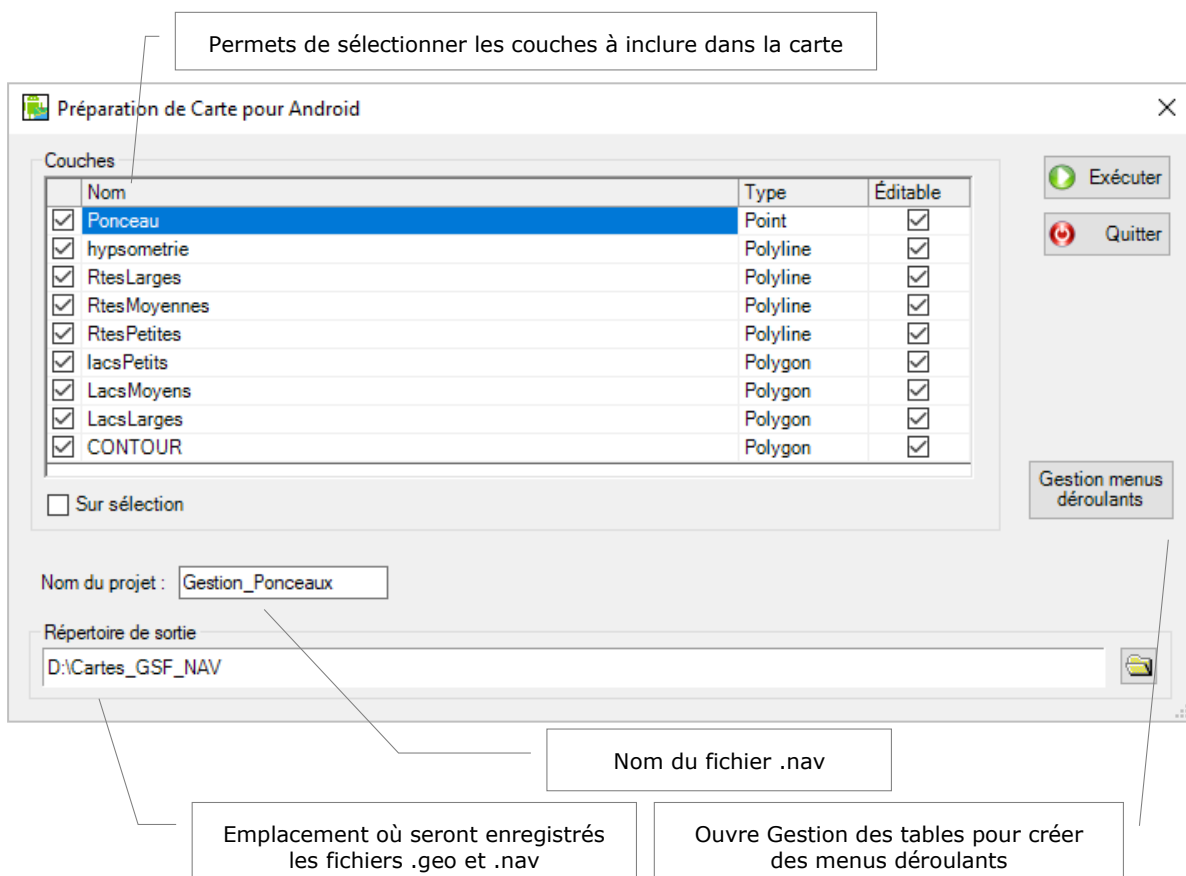 Permets de sélectionner les couches à inclure dans la carte
Préparation de Carte pour Android
Couches
Nom Type Éditable
Ponceau Point
hypsometrie Polyline
RtesLarges Polyline
RtesMoyennes Polyline
RtesPetites Polyline
lacsPetits Polygon
LacsMoyens Polygon
LacsLarges Polygon
CONTOUR Polygon
Sur sélection
Exécuter
Quitter
Gestion menus
déroulants
Nom du projet : Gestion_Ponceaux
Répertoire de sortie
D:\Cartes_GSF_NAV
Nom du fichier .nav
Emplacement où seront enregistrés
les fichiers .geo et .nav
Ouvre Gestion des tables pour créer
des menus déroulants